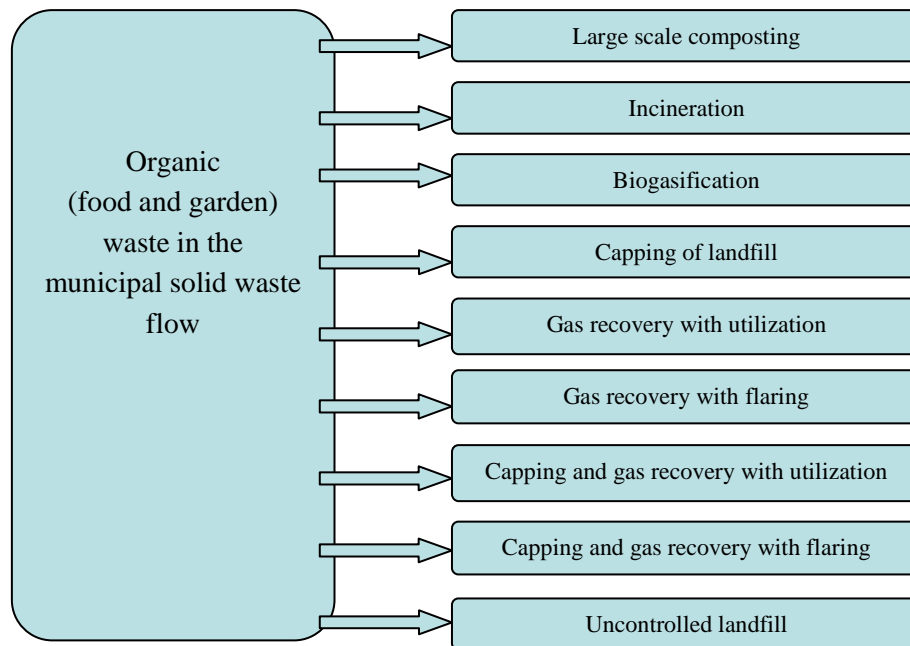 Organic
(food and garden)
waste in the
municipal solid waste
flow
Large scale composting
Incineration
Biogasification
Capping of landfill
Gas recovery with utilization
Gas recovery with flaring
Capping and gas recovery with utilization
Capping and gas recovery with flaring
Uncontrolled landfill